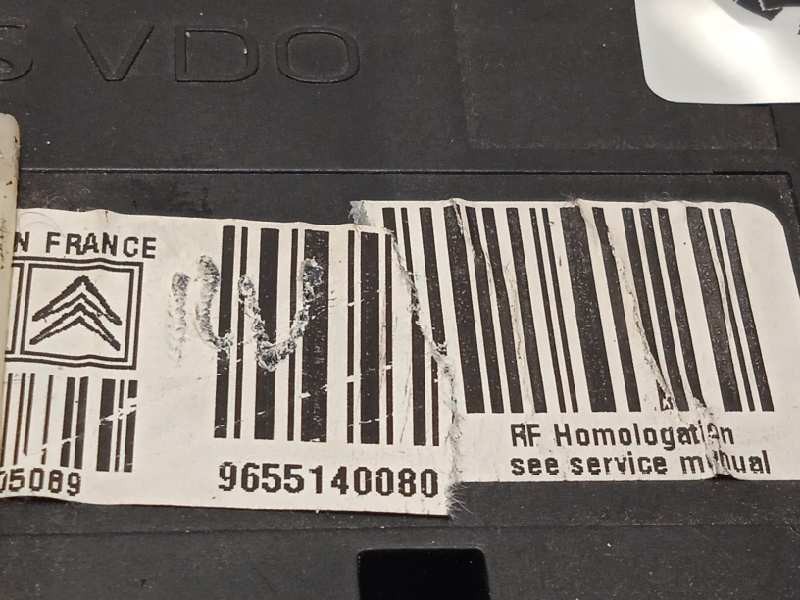 S VDO
N FRANCE
05089
9655140080
RF Homologation
see service manual